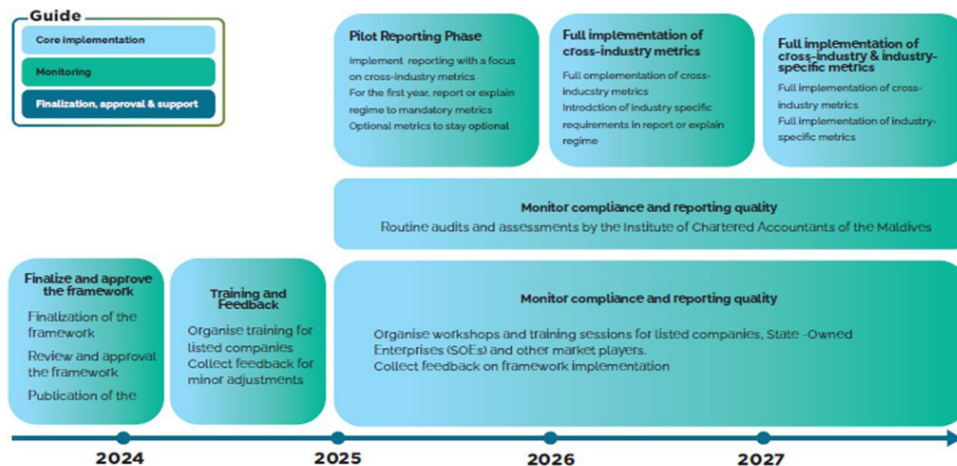 Guide
Core implementation
Monitoring
Finalization, approval & support
Pilot Reporting Phase
Implement reporting with a focus
on cross-industry metrics
For the first year, report or explain
regime to mandatory metrics
Optional metrics to stay optional
Full implementation of
cross-industry metrics
Full omplementation of cross-
inducstry metrics
Introdction of industry specific
requirements in report or explain
regime
Full implementation of
cross-industry & industry-
specific metrics
Full implementation of cross-
industry metrics
Full implementation of industry-
specific metrics
Monitor compliance and reporting quality
Routine audits and assessments by the Institute of Chartered Accountants of the Maldives
Finalize and approve
the framework
Finalization of the
framework
Review and approval
the framework
Publication of the
Training and
Feedback
Organise training for
listed companies
Collect feedback for
minor adjustments
Monitor compliance and reporting quality
Organise workshops and training sessions for listed companies, State -Owned
Enterprises (SOEs) and other market players.
Collect feedback on framework implementation
2024
2025
2026
2027